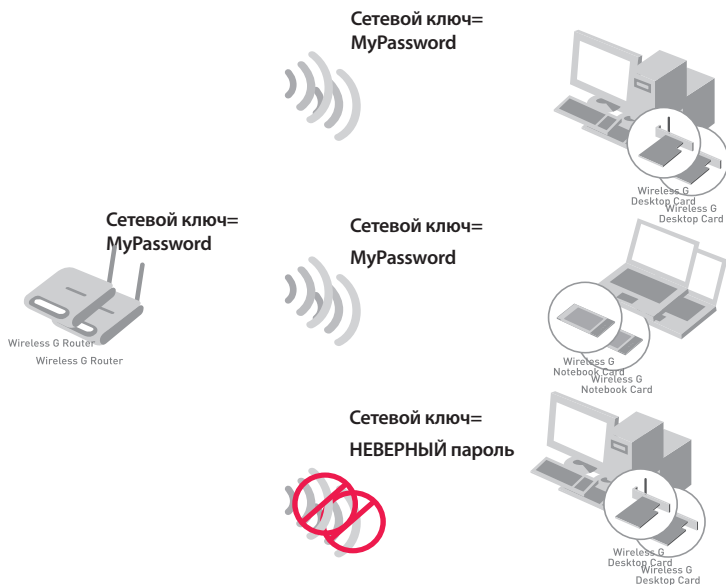 Сетевой ключ=
MyPassword
Wireless G
Desktop Card
Wireless G
Desktop Card
Сетевой ключ=
MyPassword
Wireless G Router
Wireless G Router
Сетевой ключ=
MyPassword
Wireless G
Notebook Card
Wireless G
Notebook Card
Сетевой ключ=
НЕВЕРНЫЙ пароль
Wireless G
Desktop Card
Wireless G
Desktop Card